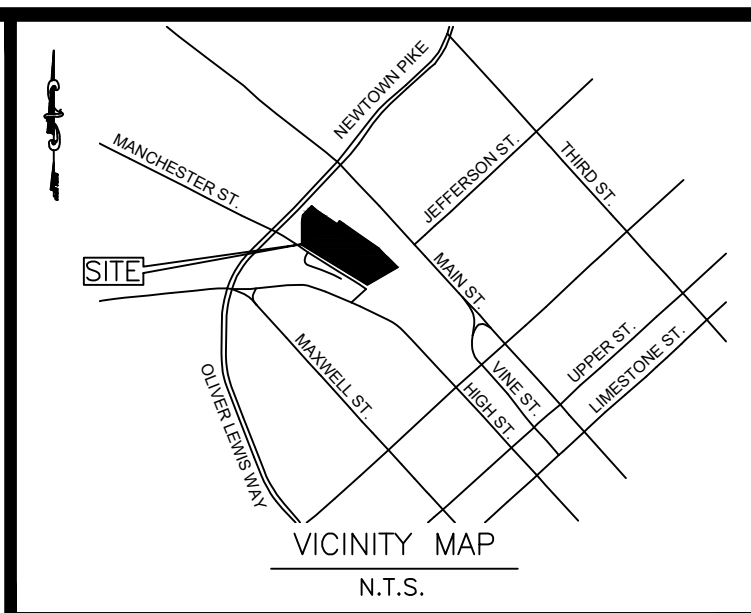 NEWTOWN PIKE
MANCHESTER ST.
JEFFERSON ST.
THIRD ST.
SITE
MAIN ST.
MAXWELL ST.
OLIVER LEWIS WAY
HIGH ST.
VINE ST.
UPPER ST.
LIMESTONE ST.
VICINITY MAP
N.T.S.